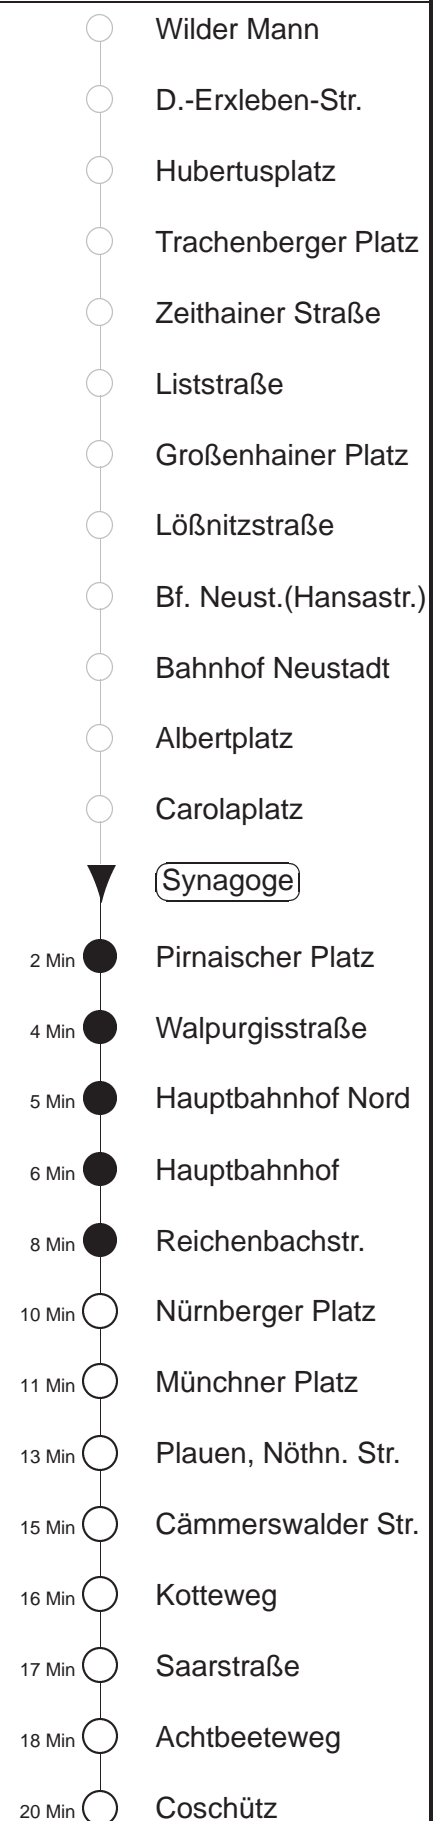 Wilder Mann
D.-Erxleben-Str.
Hubertusplatz
Trachenberger Platz
Zeithainer Straße
Liststraße
Großenhainer Platz
Lößnitzstraße
Bf. Neust.(Hansastr.)
Bahnhof Neustadt
Albertplatz
Carolaplatz
Synagoge
2 Min Pirnaischer Platz
4 Min Walpurgisstraße
5 Min Hauptbahnhof Nord
6 Min Hauptbahnhof
8 Min Reichenbachstr.
10 Min Nürnberger Platz
11 Min Münchner Platz
13 Min Plauen, Nöthn. Str.
15 Min Cämmerswalder Str.
16 Min Kotteweg
17 Min Saarstraße
18 Min Achtbeeteweg
20 Min Coschütz